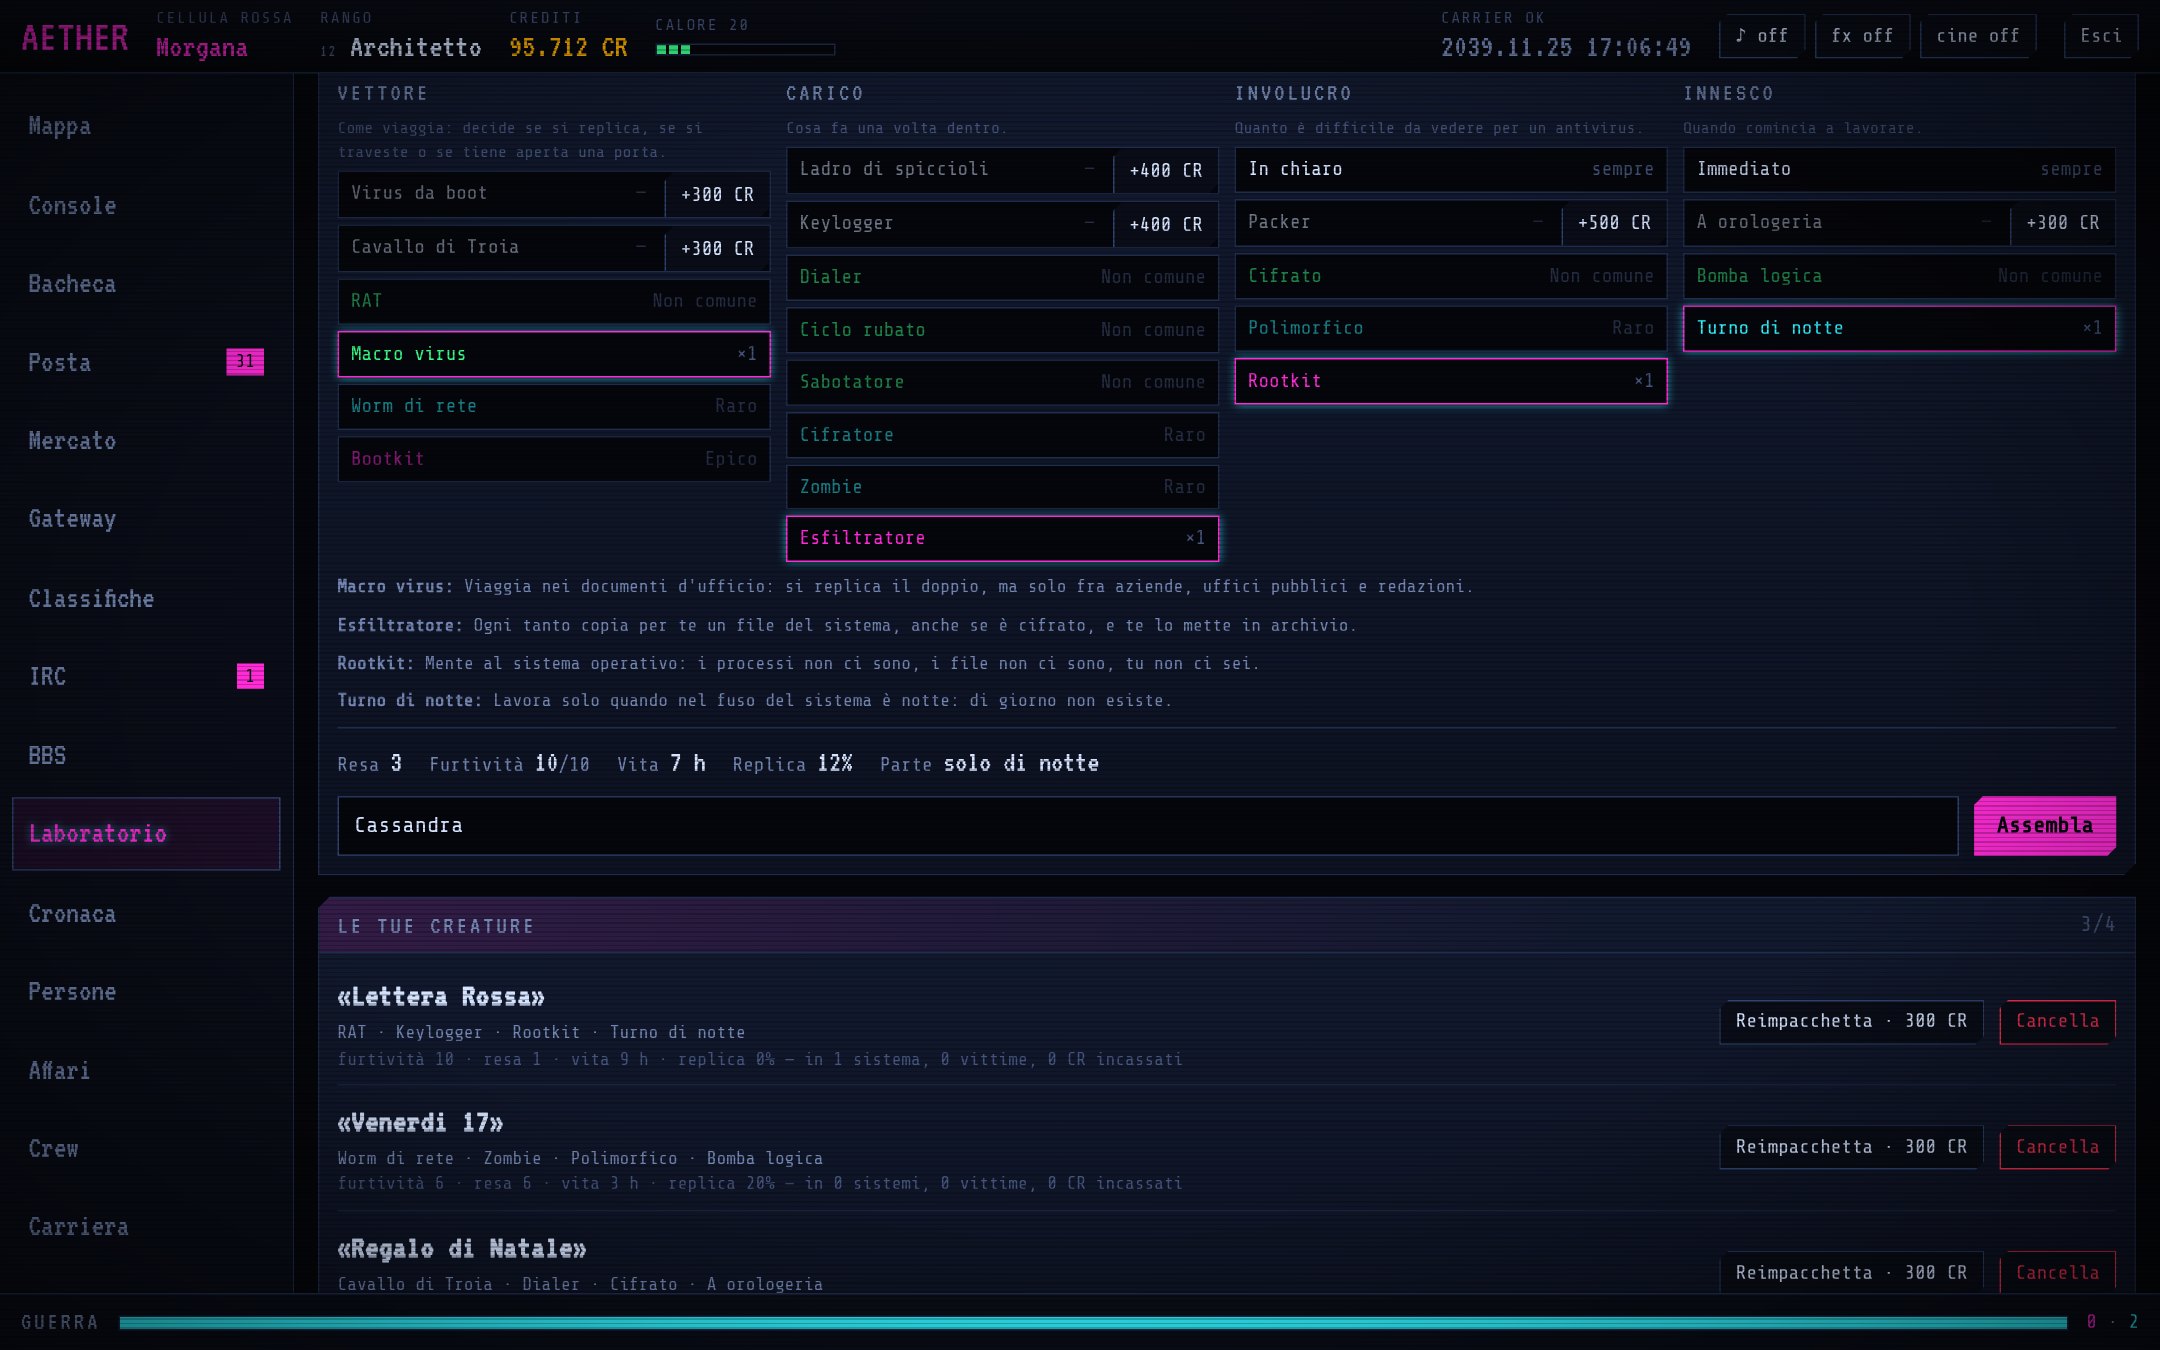 AETHER
CELLULA ROSSA
Morgana
RANGO
12 Architetto
CREDITI
95.712 CR
CALORE 20
CARRIER OK
2039.11.25 17:06:49
♪ off
fx off
cine off
Esci
Mappa
Console
Bacheca
Posta 31
Mercato
Gateway
Classifiche
IRC 1
BBS
Laboratorio
Cronaca
Persone
Affari
Crew
Carriera
VETTORE
Come viaggia: decide se si replica, se si
traveste o se tiene aperta una porta.
Virus da boot — +300 CR
Cavallo di Troia — +300 CR
RAT Non comune
Macro virus ×1
Worm di rete Raro
Bootkit Epico
CARICO
Cosa fa una volta dentro.
Ladro di spiccioli — +400 CR
Keylogger — +400 CR
Dialer Non comune
Ciclo rubato Non comune
Sabotatore Non comune
Cifratore Raro
Zombie Raro
Esfiltratore ×1
INVOLUCRO
Quanto è difficile da vedere per un antivirus.
In chiaro sempre
Packer — +500 CR
Cifrato Non comune
Polimorfico Raro
Rootkit ×1
INNESCO
Quando comincia a lavorare.
Immediato sempre
A orologeria — +300 CR
Bomba logica Non comune
Turno di notte ×1
Macro virus: Viaggia nei documenti d'ufficio: si replica il doppio, ma solo fra aziende, uffici pubblici e redazioni.
Esfiltratore: Ogni tanto copia per te un file del sistema, anche se è cifrato, e te lo mette in archivio.
Rootkit: Mente al sistema operativo: i processi non ci sono, i file non ci sono, tu non ci sei.
Turno di notte: Lavora solo quando nel fuso del sistema è notte: di giorno non esiste.
Resa 3 Furtività 10/10 Vita 7 h Replica 12% Parte solo di notte
Cassandra
Assembla
LE TUE CREATURE 3/4
«Lettera Rossa»
RAT · Keylogger · Rootkit · Turno di notte
furtività 10 · resa 1 · vita 9 h · replica 0% — in 1 sistema, 0 vittime, 0 CR incassati
Reimpacchetta · 300 CR
Cancella
«Venerdì 17»
Worm di rete · Zombie · Polimorfico · Bomba logica
furtività 6 · resa 6 · vita 3 h · replica 20% — in 0 sistemi, 0 vittime, 0 CR incassati
Reimpacchetta · 300 CR
Cancella
«Regalo di Natale»
Cavallo di Troia · Dialer · Cifrato · A orologeria
Reimpacchetta · 300 CR
Cancella
GUERRA 0 · 2